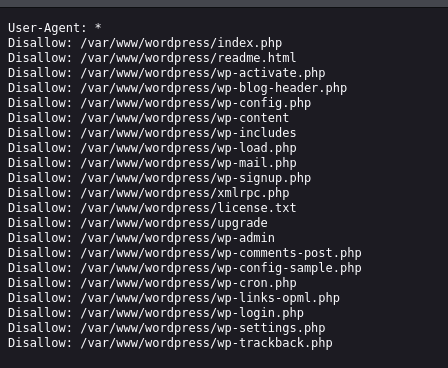 User-Agent: *
Disallow: /var/www/wordpress/index.php
Disallow: /var/www/wordpress/readme.html
Disallow: /var/www/wordpress/wp-activate.php
Disallow: /var/www/wordpress/wp-blog-header.php
Disallow: /var/www/wordpress/wp-config.php
Disallow: /var/www/wordpress/wp-content
Disallow: /var/www/wordpress/wp-includes
Disallow: /var/www/wordpress/wp-load.php
Disallow: /var/www/wordpress/wp-mail.php
Disallow: /var/www/wordpress/wp-signup.php
Disallow: /var/www/wordpress/xmlrpc.php
Disallow: /var/www/wordpress/license.txt
Disallow: /var/www/wordpress/upgrade
Disallow: /var/www/wordpress/wp-admin
Disallow: /var/www/wordpress/wp-comments-post.php
Disallow: /var/www/wordpress/wp-config-sample.php
Disallow: /var/www/wordpress/wp-cron.php
Disallow: /var/www/wordpress/wp-links-opml.php
Disallow: /var/www/wordpress/wp-login.php
Disallow: /var/www/wordpress/wp-settings.php
Disallow: /var/www/wordpress/wp-trackback.php